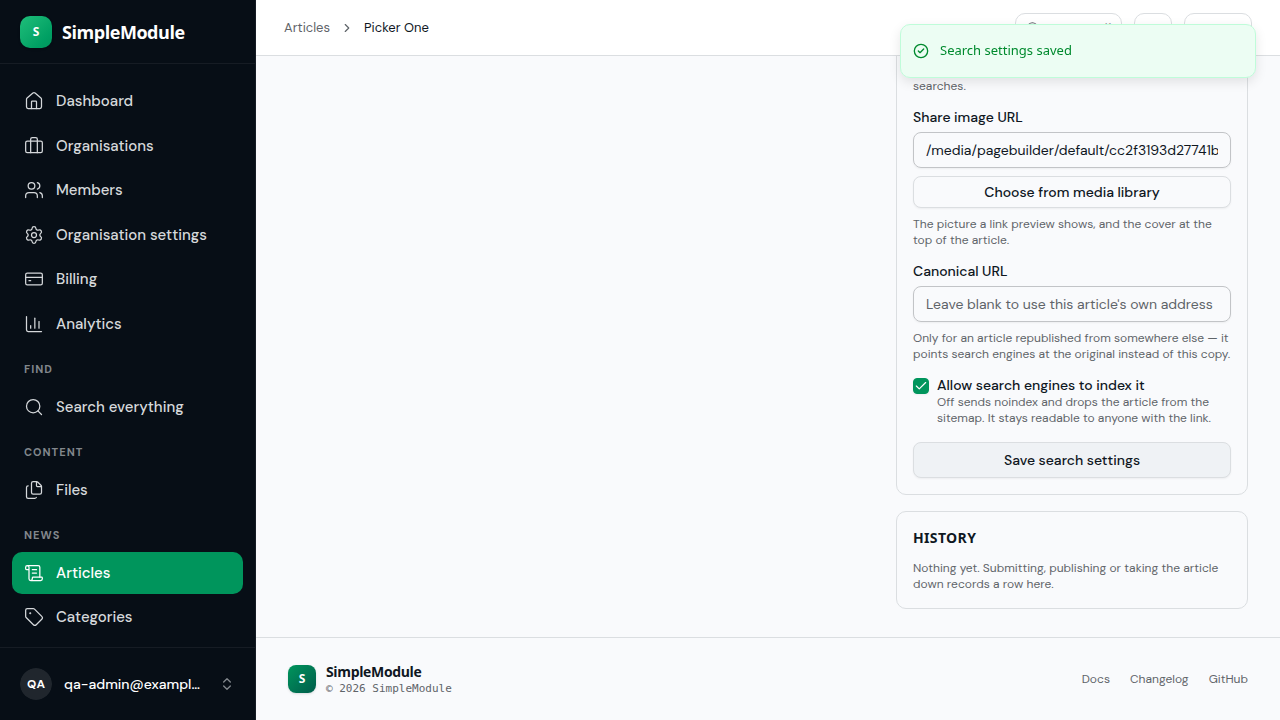 S
SimpleModule
Dashboard
Organisations
Members
Organisation settings
Billing
Analytics
FIND
Search everything
CONTENT
Files
NEWS
Articles
Categories
QA
qa-admin@exampl...
Articles
Picker One
Search settings saved
searches.
Share image URL
/media/pagebuilder/default/cc2f3193d27741b
Choose from media library
The picture a link preview shows, and the cover at the
top of the article.
Canonical URL
Leave blank to use this article's own address
Only for an article republished from somewhere else — it
points search engines at the original instead of this copy.
Allow search engines to index it
Off sends noindex and drops the article from the
sitemap. It stays readable to anyone with the link.
Save search settings
HISTORY
Nothing yet. Submitting, publishing or taking the article
down records a row here.
S
SimpleModule
© 2026 SimpleModule
Docs
Changelog
GitHub